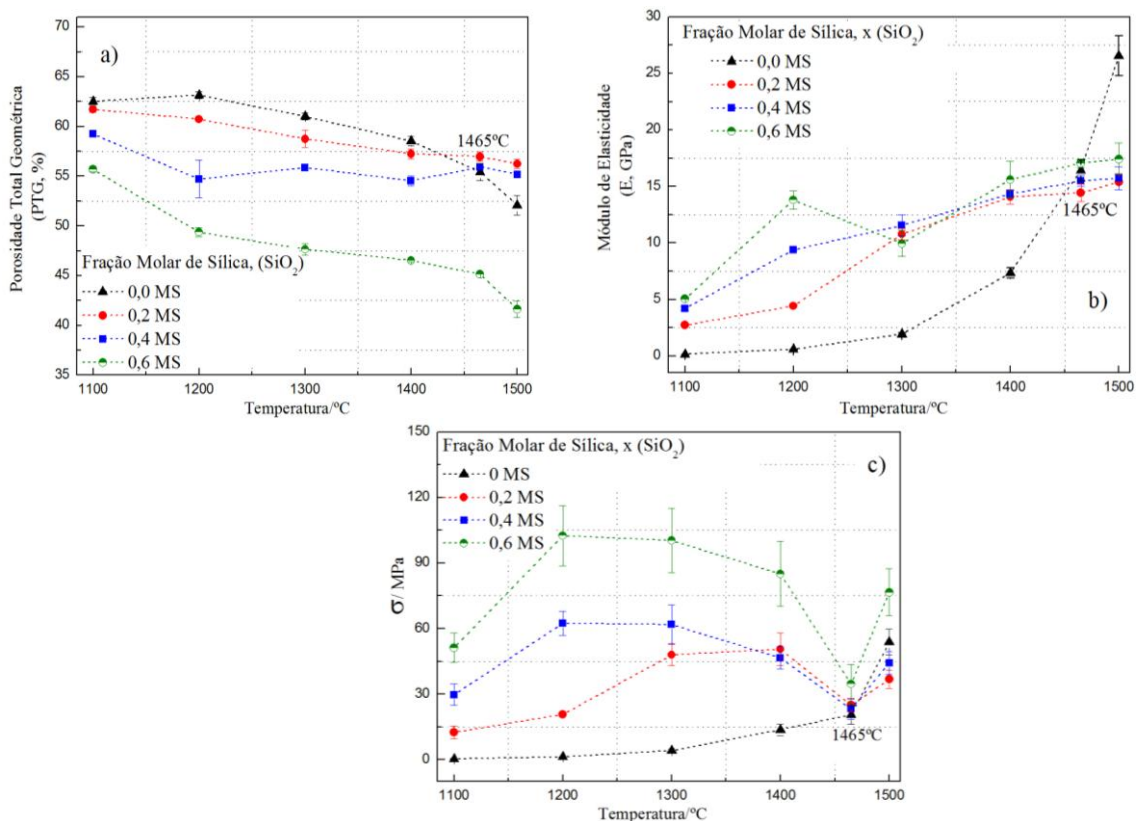 a)
Porosidade Total Geométrica
(PTG, %)
65
60
55
50
45
40
35
1465ºC
Fração Molar de Sílica, (SiO2)
0,0 MS
0,2 MS
0,4 MS
0,6 MS
1100 1200 1300 1400 1500
Temperatura/ºC
Módulo de Elasticidade
(E, GPa)
30
25
20
15
10
5
0
Fração Molar de Sílica, x (SiO2)
0,0 MS
0,2 MS
0,4 MS
0,6 MS
1465ºC
b)
1100 1200 1300 1400 1500
Temperatura/ºC
σ/ MPa
150
120
90
60
30
0
Fração Molar de Sílica, x (SiO2)
c)
0 MS
0,2 MS
0,4 MS
0,6 MS
1465ºC
1100 1200 1300 1400 1500
Temperatura/ºC